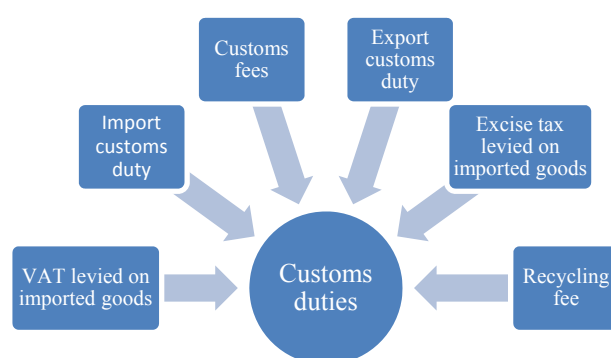 Customs
fees
Export
customs
duty
Import
customs
duty
Excise tax
levied on
imported goods
VAT levied on
imported goods
Customs
duties
Recycling
fee